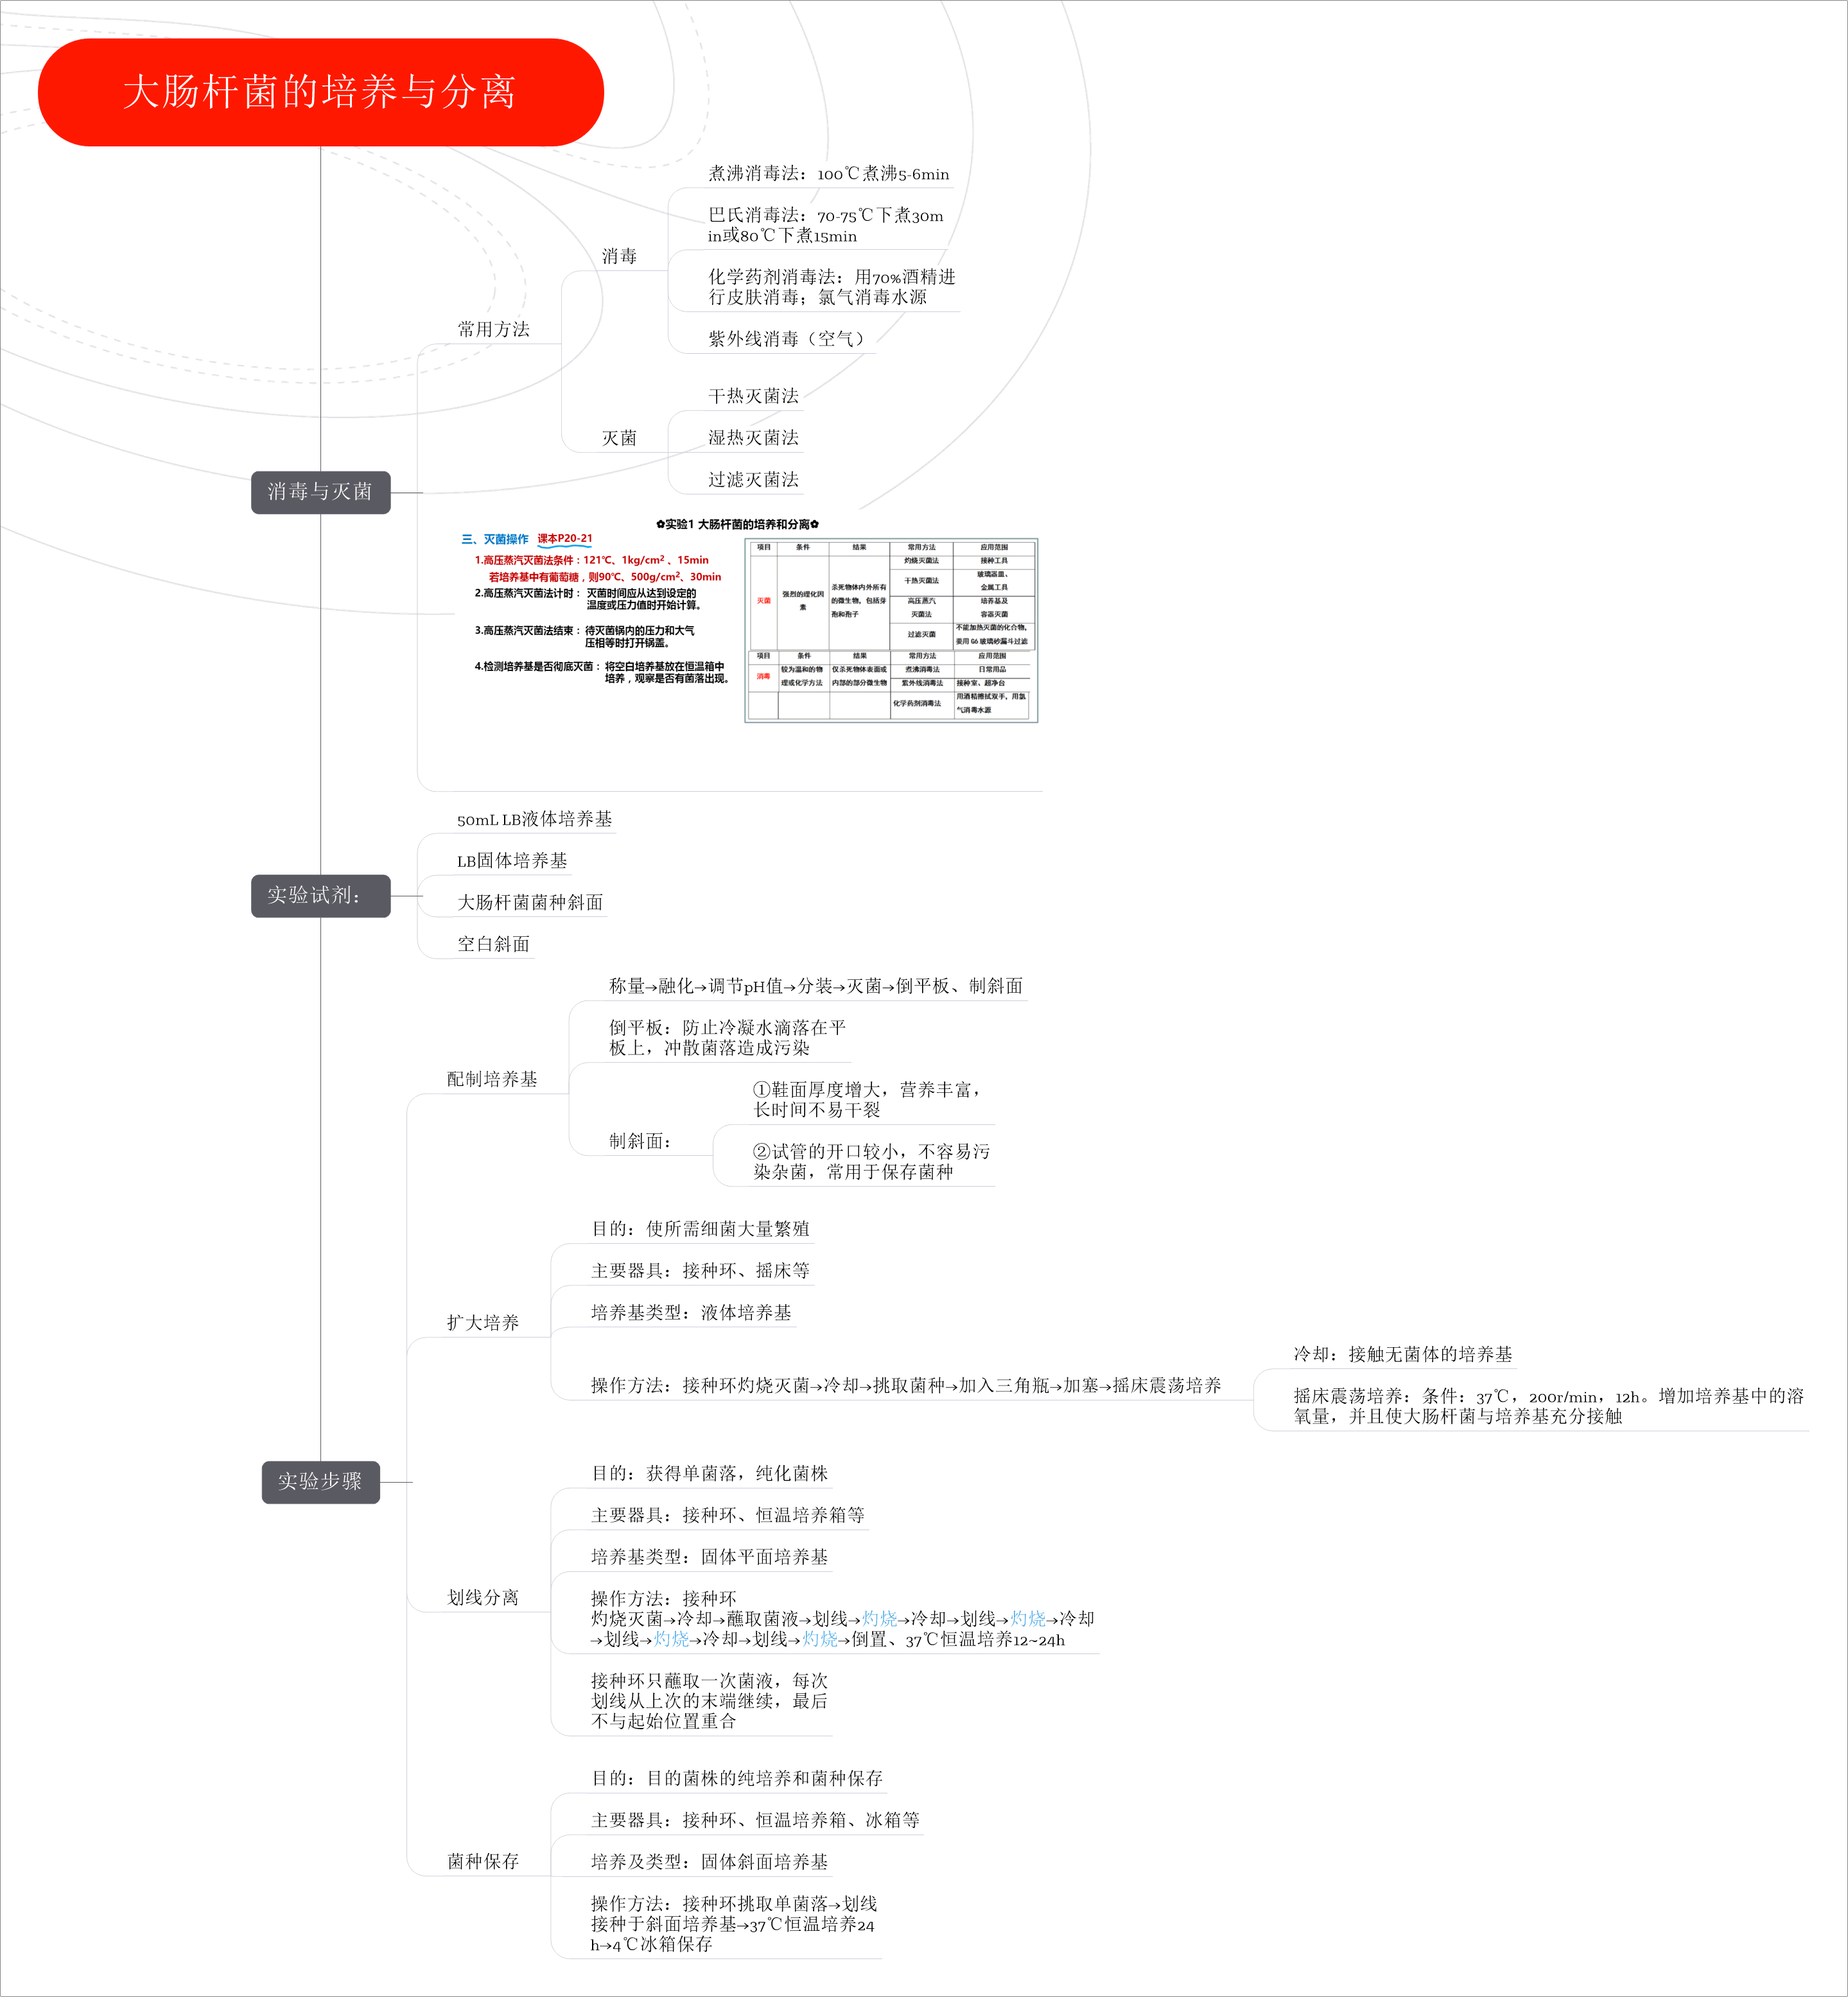 大肠杆菌的培养与分离
消毒与灭菌
常用方法
消毒
煮沸消毒法：100℃煮沸5-6min
巴氏消毒法：70-75℃下煮30m
in或80℃下煮15min
化学药剂消毒法：用70%酒精进
行皮肤消毒；氯气消毒水源
紫外线消毒（空气）
灭菌
干热灭菌法
湿热灭菌法
过滤灭菌法
✿实验1 大肠杆菌的培养和分离✿
三、灭菌操作 课本P20-21
1.高压蒸汽灭菌法条件：121℃、1kg/cm²、15min
若培养基中有葡萄糖，则90℃、500g/cm²、30min
2.高压蒸汽灭菌法计时： 灭菌时间应从达到设定的
温度或压力值时开始计算。
3.高压蒸汽灭菌法结束： 待灭菌锅内的压力和大气
压相等时打开锅盖。
4.检测培养基是否彻底灭菌： 将空白培养基放在恒温箱中
培养，观察是否有菌落出现。
项目 条件 结果 常用方法 应用范围
灭菌
强烈的理化因
素
杀死物体内外所有
的微生物，包括芽
孢和孢子
灼烧灭菌法 接种工具
干热灭菌法
玻璃器皿、
金属工具
高压蒸汽
灭菌法
培养基及
容器灭菌
过滤灭菌
不能加热灭菌的化合物，
要用 G6 玻璃砂漏斗过滤
项目 条件 结果 常用方法 应用范围
消毒
较为温和的物
理或化学方法
仅杀死物体表面或
内部的部分微生物
煮沸消毒法 日常用品
紫外线消毒法 接种室、超净台
化学药剂消毒法
用酒精擦拭双手，用氯
气消毒水源
实验试剂：
50mL LB液体培养基
LB固体培养基
大肠杆菌菌种斜面
空白斜面
实验步骤
配制培养基
称量→融化→调节pH值→分装→灭菌→倒平板、制斜面
倒平板：防止冷凝水滴落在平
板上，冲散菌落造成污染
制斜面：
①鞋面厚度增大，营养丰富，
长时间不易干裂
②试管的开口较小，不容易污
染杂菌，常用于保存菌种
扩大培养
目的：使所需细菌大量繁殖
主要器具：接种环、摇床等
培养基类型：液体培养基
操作方法：接种环灼烧灭菌→冷却→挑取菌种→加入三角瓶→加塞→摇床震荡培养
冷却：接触无菌体的培养基
摇床震荡培养：条件：37℃，200r/min，12h。增加培养基中的溶
氧量，并且使大肠杆菌与培养基充分接触
划线分离
目的：获得单菌落，纯化菌株
主要器具：接种环、恒温培养箱等
培养基类型：固体平面培养基
操作方法：接种环
灼烧灭菌→冷却→蘸取菌液→划线→灼烧→冷却→划线→灼烧→冷却
→划线→灼烧→冷却→划线→灼烧→倒置、37℃恒温培养12~24h
接种环只蘸取一次菌液，每次
划线从上次的末端继续，最后
不与起始位置重合
菌种保存
目的：目的菌株的纯培养和菌种保存
主要器具：接种环、恒温培养箱、冰箱等
培养及类型：固体斜面培养基
操作方法：接种环挑取单菌落→划线
接种于斜面培养基→37℃恒温培养24
h→4℃冰箱保存